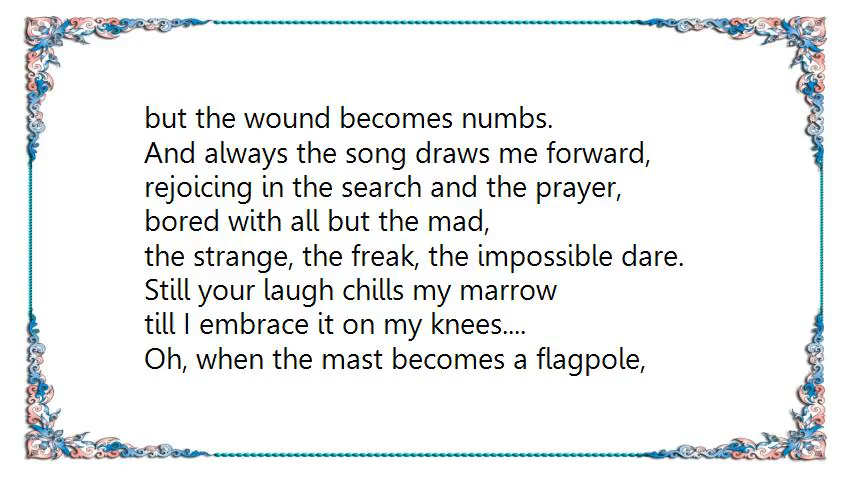 but the wound becomes numbs.
And always the song draws me forward,
rejoicing in the search and the prayer,
bored with all but the mad,
the strange, the freak, the impossible dare.
Still your laugh chills my marrow
till I embrace it on my knees....
Oh, when the mast becomes a flagpole,